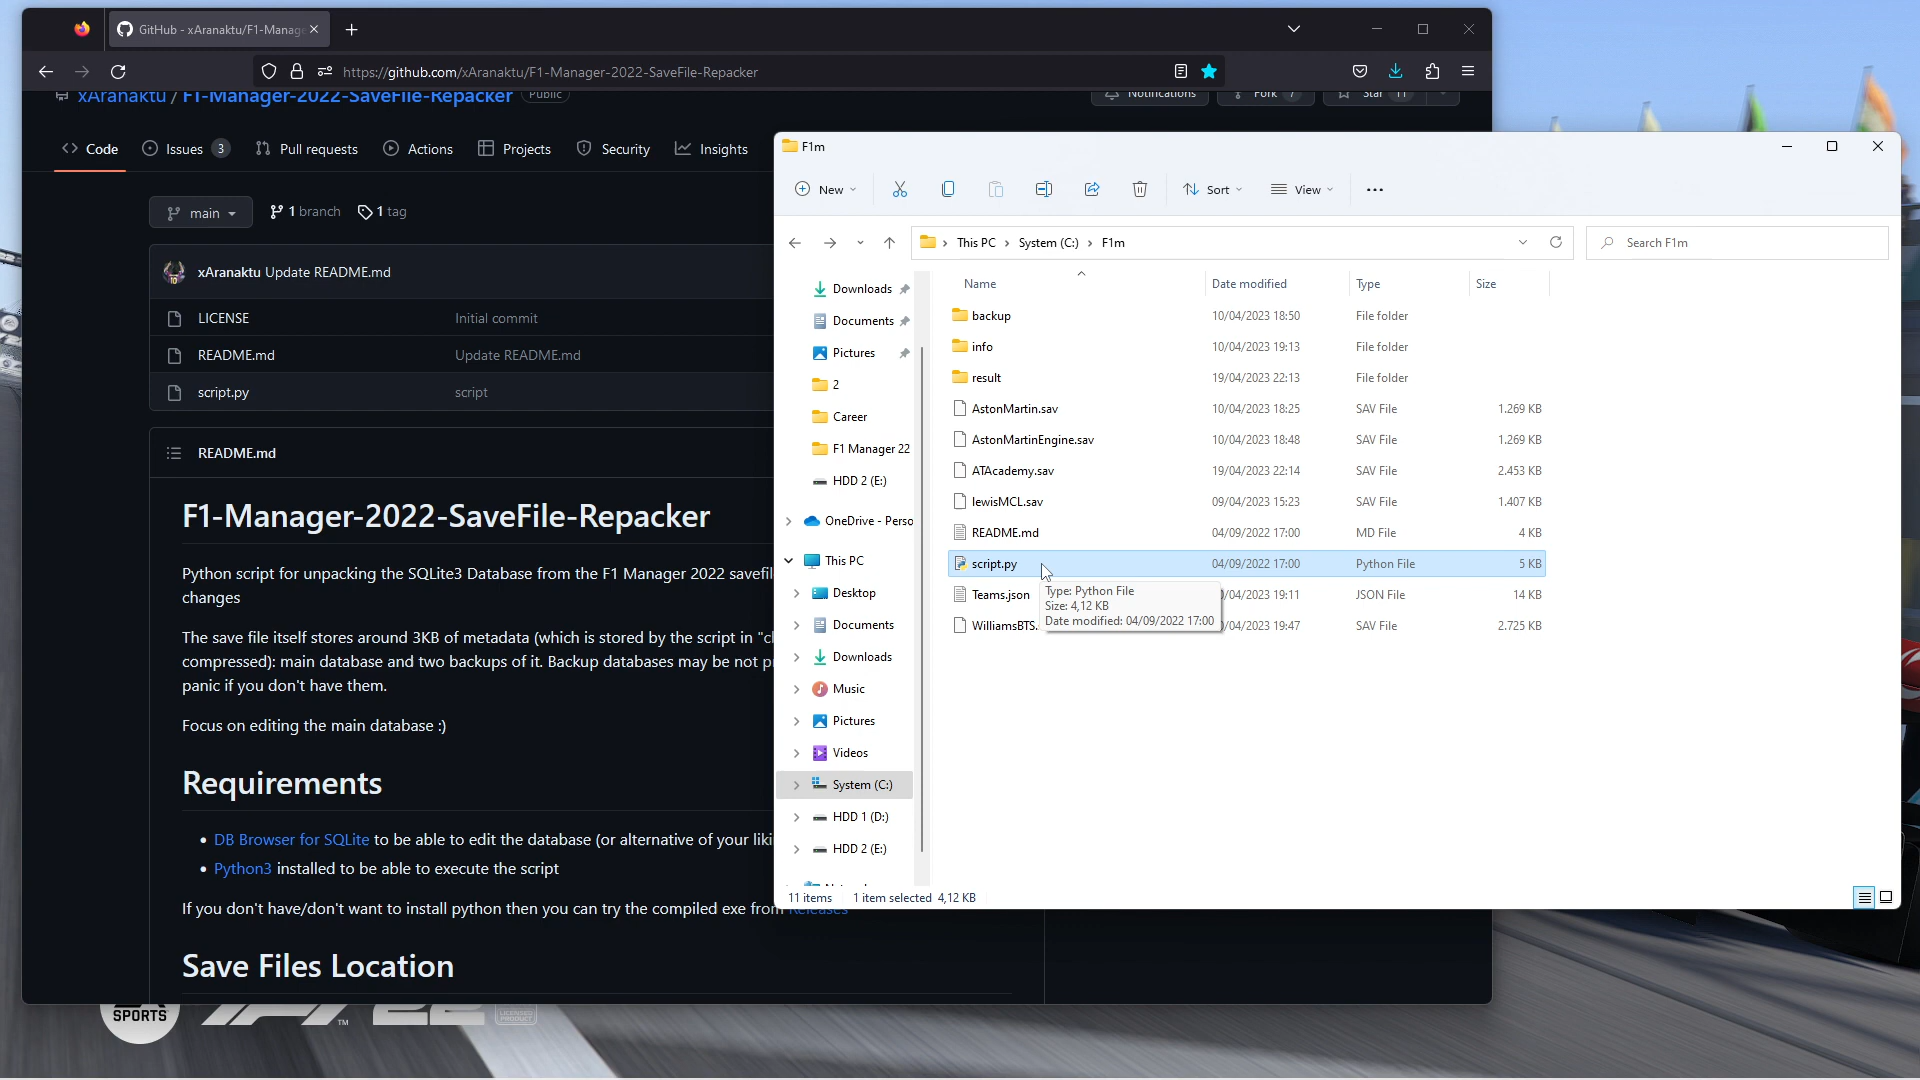 GitHub - xAranaktu/F1-Manage
https://github.com/xAranaktu/F1-Manager-2022-SaveFile-Repacker
xAranaktu / F1-Manager-2022-SaveFile-Repacker Public
Notifications Fork 7 Star 11
Code Issues 3 Pull requests Actions Projects Security Insights
main 1 branch 1 tag
xAranaktu Update README.md
LICENSE Initial commit
README.md Update README.md
script.py script
README.md
F1-Manager-2022-SaveFile-Repacker
Python script for unpacking the SQLite3 Database from the F1 Manager 2022 savefil
changes
The save file itself stores around 3KB of metadata (which is stored by the script in "cl
compressed): main database and two backups of it. Backup databases may be not p
panic if you don't have them.
Focus on editing the main database :)
Requirements
• DB Browser for SQLite to be able to edit the database (or alternative of your liki
• Python3 installed to be able to execute the script
If you don't have/don't want to install python then you can try the compiled exe from Releases
Save Files Location
SPORTS TM 22
LICENSED
PRODUCT
F1m
New Sort View
This PC System (C:) F1m
Search F1m
Downloads
Documents
Pictures
2
Career
F1 Manager 22
HDD 2 (E:)
OneDrive - Perso
This PC
Desktop
Documents
Downloads
Music
Pictures
Videos
System (C:)
HDD 1 (D:)
HDD 2 (E:)
Name Date modified Type Size
backup 10/04/2023 18:50 File folder
info 10/04/2023 19:13 File folder
result 19/04/2023 22:13 File folder
AstonMartin.sav 10/04/2023 18:25 SAV File 1.269 KB
AstonMartinEngine.sav 10/04/2023 18:48 SAV File 1.269 KB
ATAcademy.sav 19/04/2023 22:14 SAV File 2.453 KB
lewisMCL.sav 09/04/2023 15:23 SAV File 1.407 KB
README.md 04/09/2022 17:00 MD File 4 KB
script.py 04/09/2022 17:00 Python File 5 KB
Teams.json /04/2023 19:11 JSON File 14 KB
WilliamsBTS. /04/2023 19:47 SAV File 2.725 KB
Type: Python File
Size: 4,12 KB
Date modified: 04/09/2022 17:00
11 items 1 item selected 4,12 KB